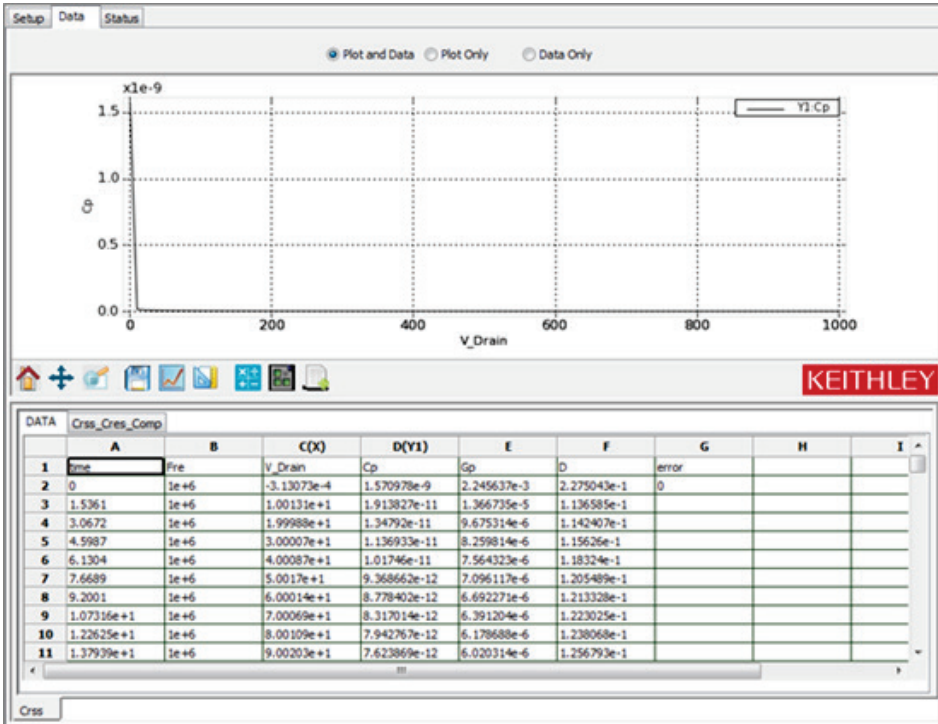 Setup Data Status
Plot and Data Plot Only Data Only
x1e-9
1.5
1.0
0.5
0.0
Cp
Y1:Cp
0 200 400 600 800 1000
V_Drain
KEITHLEY
DATA Crss_Cres_Comp
A B C(X) D(Y1) E F G H I
1 time Fre V_Drain Cp Gp D error
2 0 1e+6 -3.13073e-4 1.570978e-9 2.245637e-3 2.275043e-1 0
3 1.5361 1e+6 1.00131e+1 1.913827e-11 1.366735e-5 1.136585e-1
4 3.0672 1e+6 1.99988e+1 1.34792e-11 9.675314e-6 1.142407e-1
5 4.5987 1e+6 3.00007e+1 1.136933e-11 8.259814e-6 1.15626e-1
6 6.1304 1e+6 4.00087e+1 1.01746e-11 7.564323e-6 1.18324e-1
7 7.6689 1e+6 5.0017e+1 9.368662e-12 7.096117e-6 1.205489e-1
8 9.2001 1e+6 6.00014e+1 8.778402e-12 6.692271e-6 1.213328e-1
9 1.07316e+1 1e+6 7.00069e+1 8.317014e-12 6.391204e-6 1.223025e-1
10 1.22625e+1 1e+6 8.00109e+1 7.942767e-12 6.178688e-6 1.238068e-1
11 1.37939e+1 1e+6 9.00203e+1 7.623869e-12 6.020314e-6 1.256793e-1
Crss